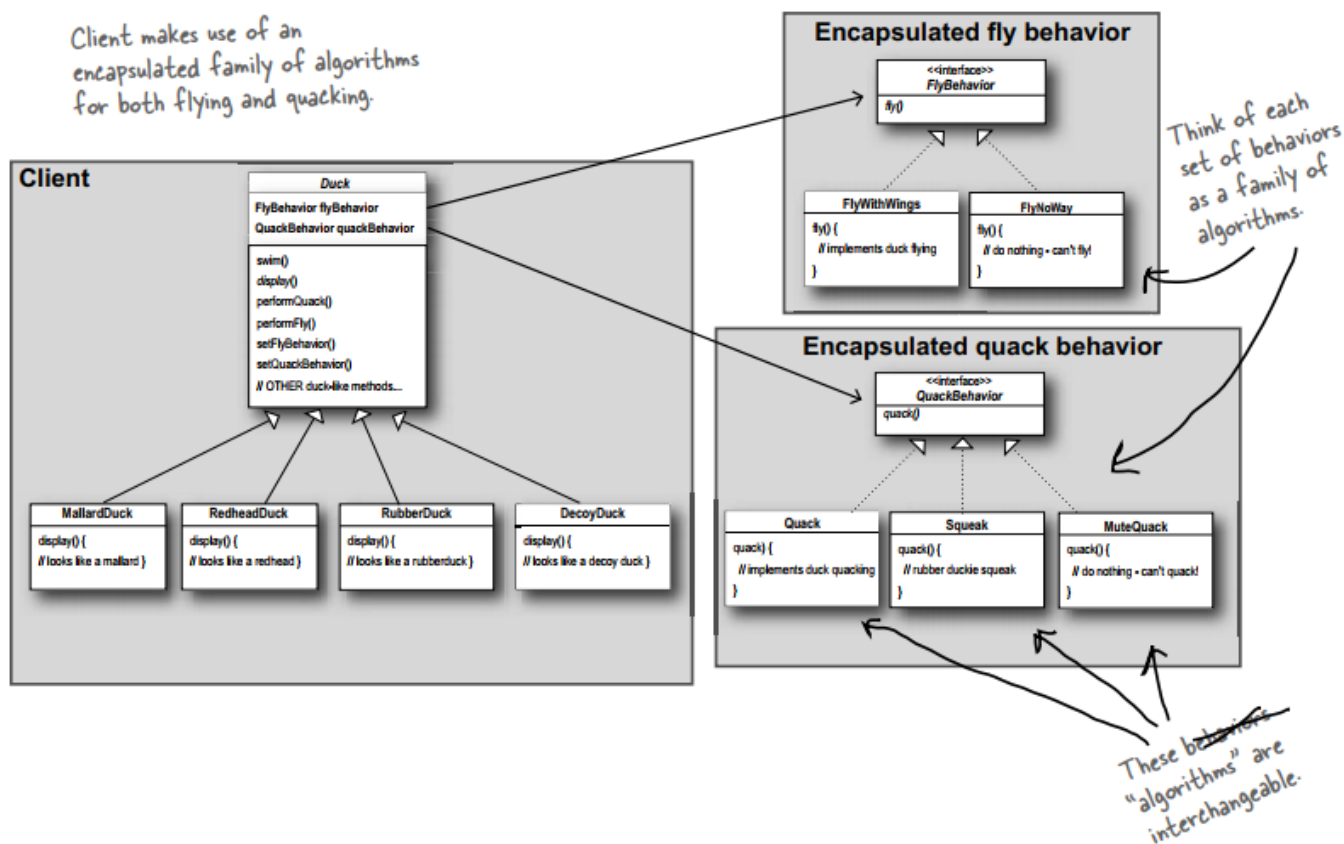 Client makes use of an
encapsulated family of algorithms
for both flying and quacking.
Client
Duck
FlyBehavior flyBehavior
QuackBehavior quackBehavior
swim()
display()
performQuack()
performFly()
setFlyBehavior()
setQuackBehavior()
// OTHER duck-like methods...
MallardDuck
display() {
// looks like a mallard }
RedheadDuck
display() {
// looks like a redhead }
RubberDuck
display() {
// looks like a rubberduck }
DecoyDuck
display() {
// looks like a decoy duck }
Encapsulated fly behavior
<<interface>>
FlyBehavior
fly()
FlyWithWings
fly() {
// implements duck flying
}
FlyNoWay
fly() {
// do nothing - can't fly!
}
Think of each
set of behaviors
as a family of
algorithms.
Encapsulated quack behavior
<<interface>>
QuackBehavior
quack()
Quack
quack) {
// implements duck quacking
}
Squeak
quack() {
// rubber duckie squeak
}
MuteQuack
quack() {
// do nothing - can't quack!
}
These behaviors
“algorithms” are
interchangeable.